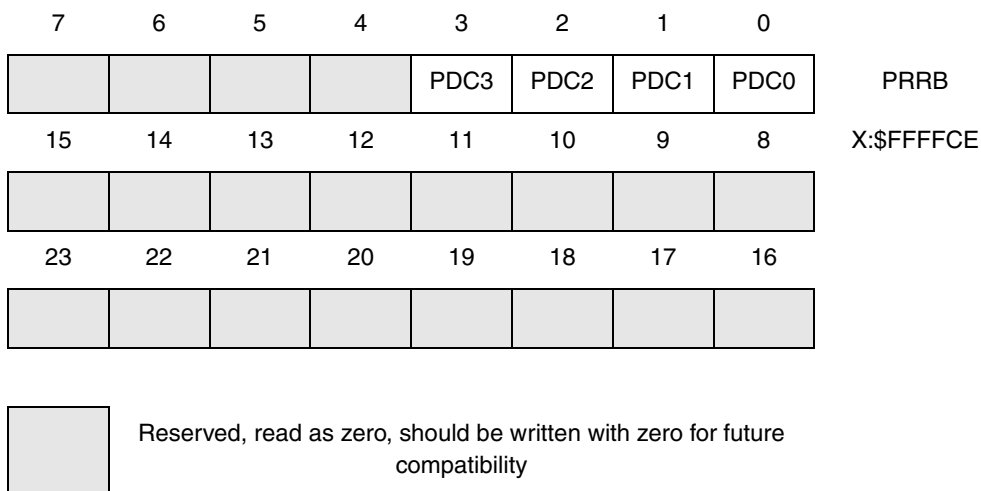 7 6 5 4 3 2 1 0
PDC3 PDC2 PDC1 PDC0 PRRB
15 14 13 12 11 10 9 8 X:$FFFFCE
23 22 21 20 19 18 17 16
Reserved, read as zero, should be written with zero for future
compatibility